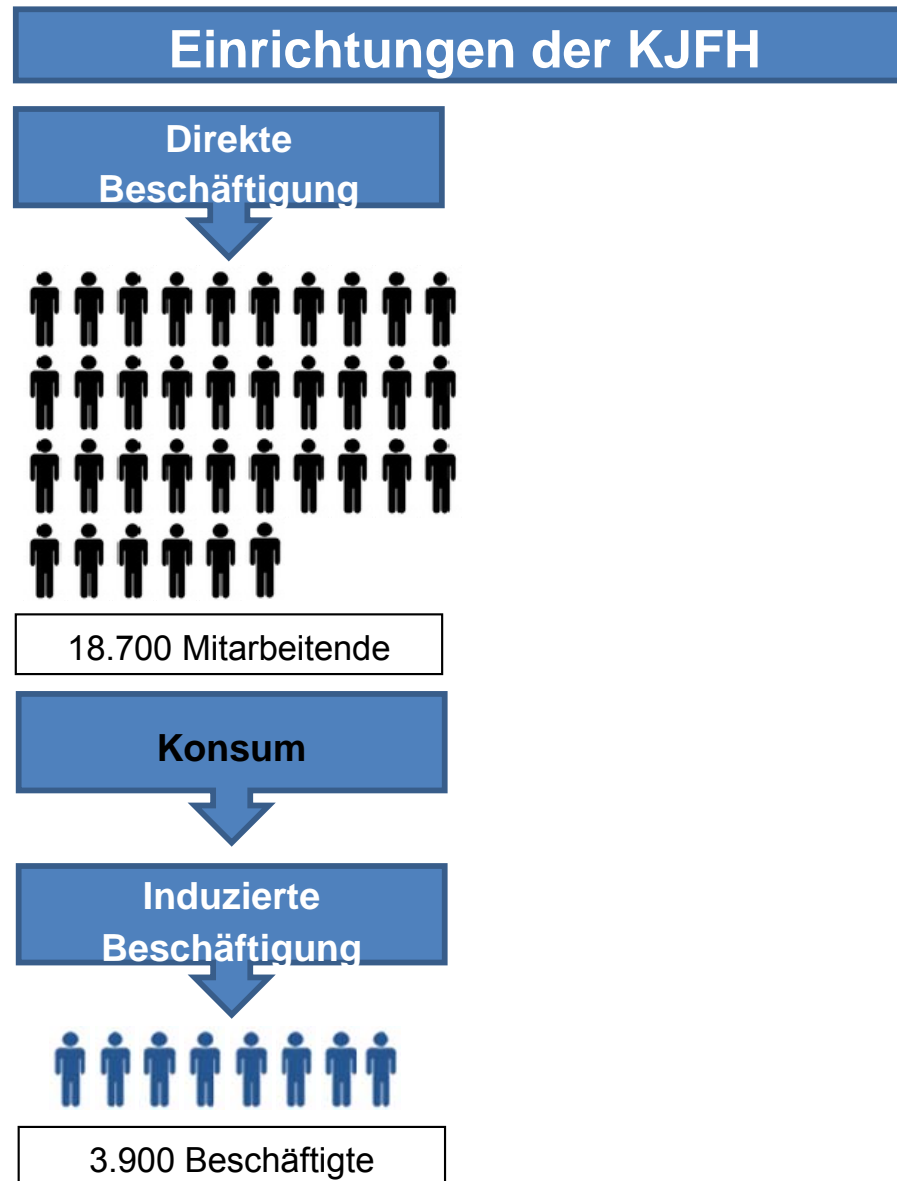 Einrichtungen der KJFH
Direkte
Beschäftigung
18.700 Mitarbeitende
Konsum
Induzierte
Beschäftigung
3.900 Beschäftigte